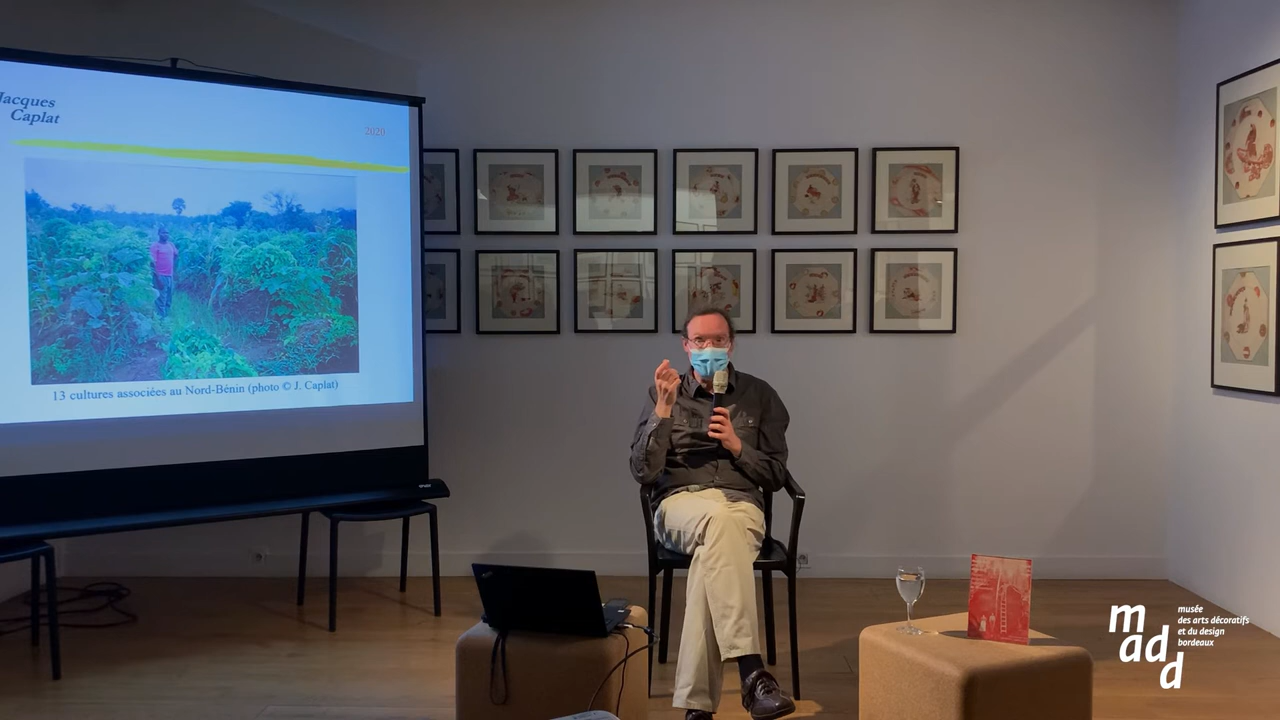 Jacques
Caplat
2020
13 cultures associées au Nord-Bénin (photo © J. Caplat)
madd
musée
des arts décoratifs
et du design
bordeaux